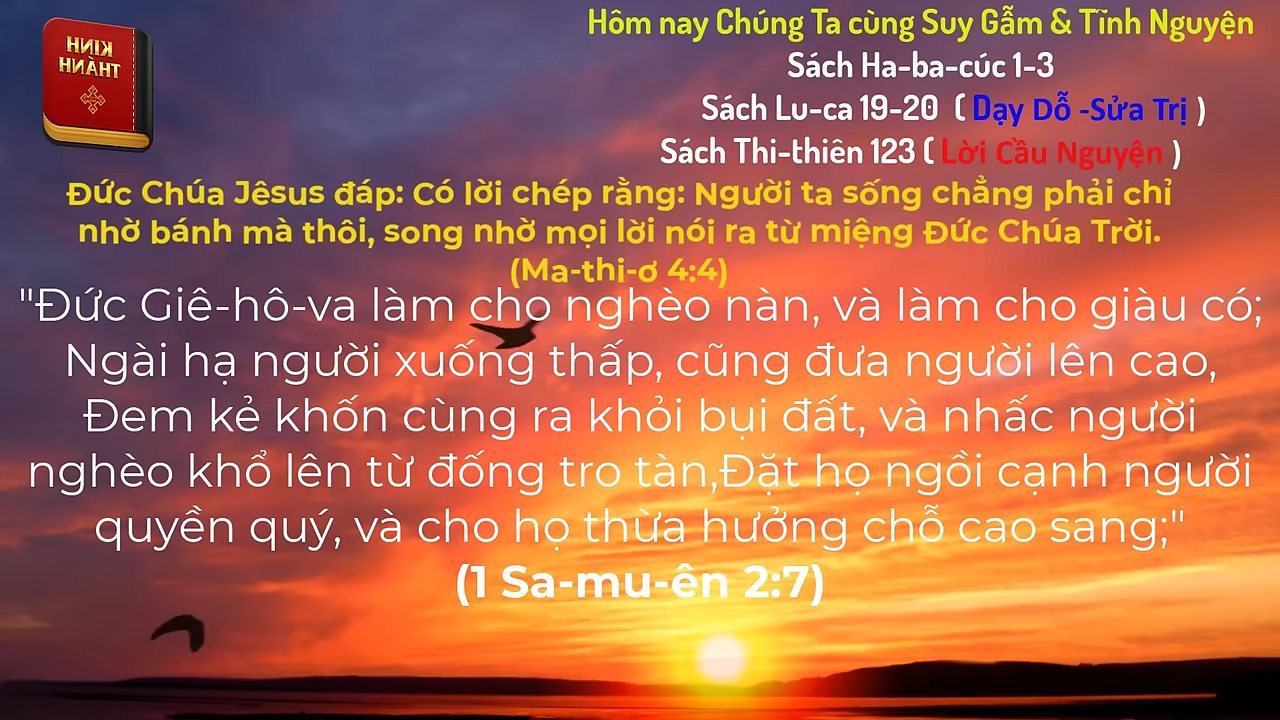 KINH
THÀNH
Hôm nay Chúng Ta cùng Suy Gẫm & Tĩnh Nguyện
Sách Ha-ba-cúc 1-3
Sách Lu-ca 19-20 ( Dạy Dỗ -Sửa Trị )
Sách Thi-thiên 123 ( Lời Cầu Nguyện )
Đức Chúa Jêsus đáp: Có lời chép rằng: Người ta sống chẳng phải chỉ
nhờ bánh mà thôi, song nhờ mọi lời nói ra từ miệng Đức Chúa Trời.
(Ma-thi-ơ 4:4)
"Đức Giê-hô-va làm cho nghèo nàn, và làm cho giàu có;
Ngài hạ người xuống thấp, cũng đưa người lên cao,
Đem kẻ khốn cùng ra khỏi bụi đất, và nhấc người
nghèo khổ lên từ đống tro tàn,Đặt họ ngồi cạnh người
quyền quý, và cho họ thừa hưởng chỗ cao sang;"
(1 Sa-mu-ên 2:7)